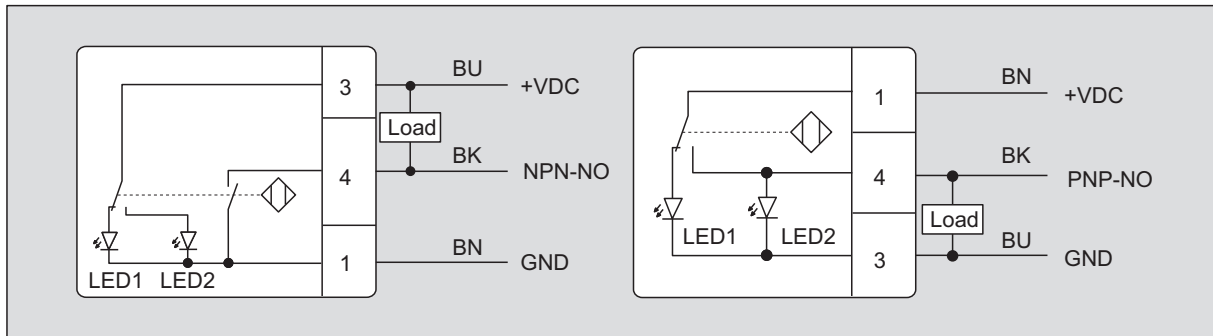 3
BU
+VDC
Load
4
BK
NPN-NO
1
BN
GND
LED1 LED2
1
BN
+VDC
4
BK
PNP-NO
Load
LED1 LED2
3
BU
GND